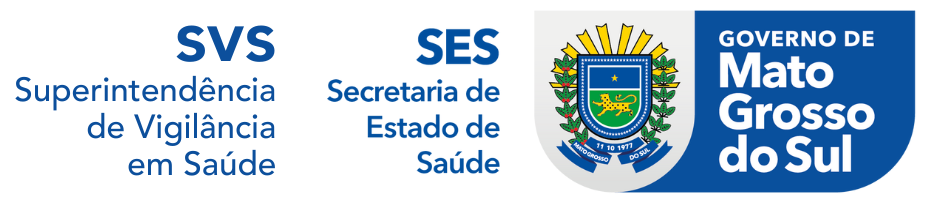 SVS
Superintendência
de Vigilância
em Saúde
SES
Secretaria de
Estado de
Saúde
MATO GROSSO
11 10 1977
DO SUL
GOVERNO DE
Mato
Grosso
do Sul